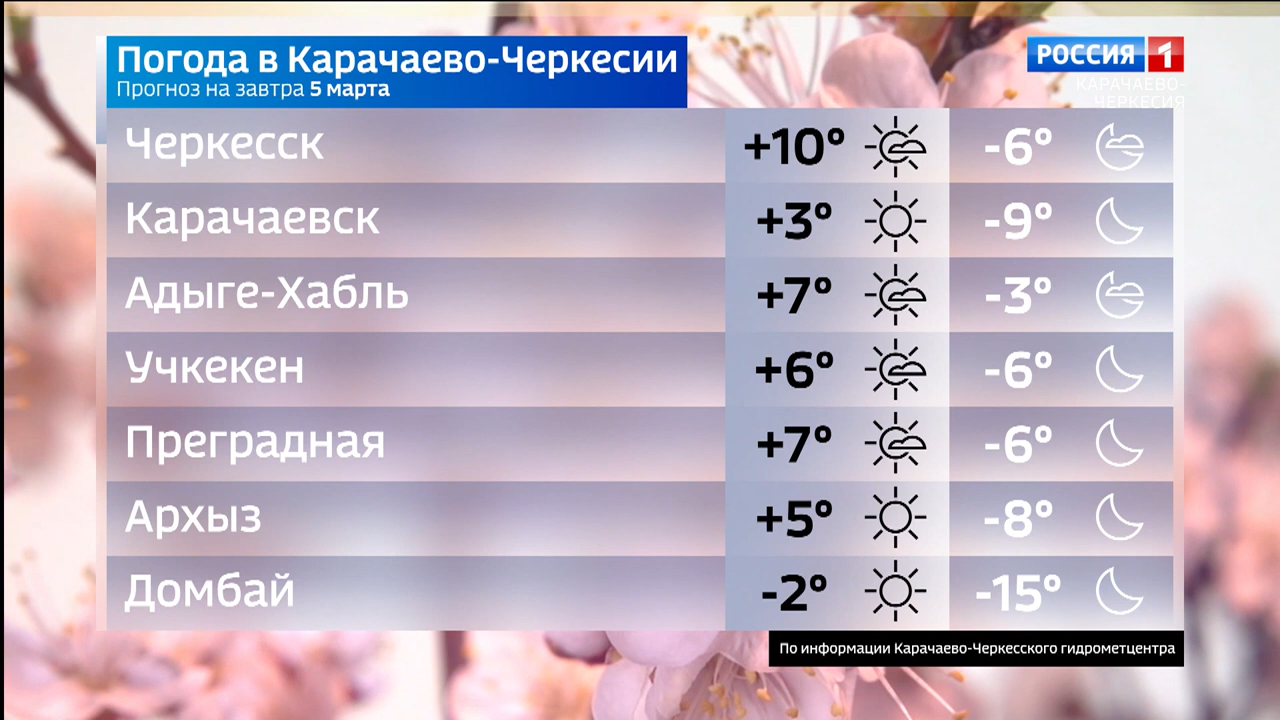 Погода в Карачаево-Черкесии
Прогноз на завтра 5 марта
РОССИЯ 1
КАРАЧАЕВО-
ЧЕРКЕСИЯ
Черкесск +10° -6°
Карачаевск +3° -9°
Адыге-Хабль +7° -3°
Учкекен +6° -6°
Преградная +7° -6°
Архыз +5° -8°
Домбай -2° -15°
По информации Карачаево-Черкесского гидрометцентра